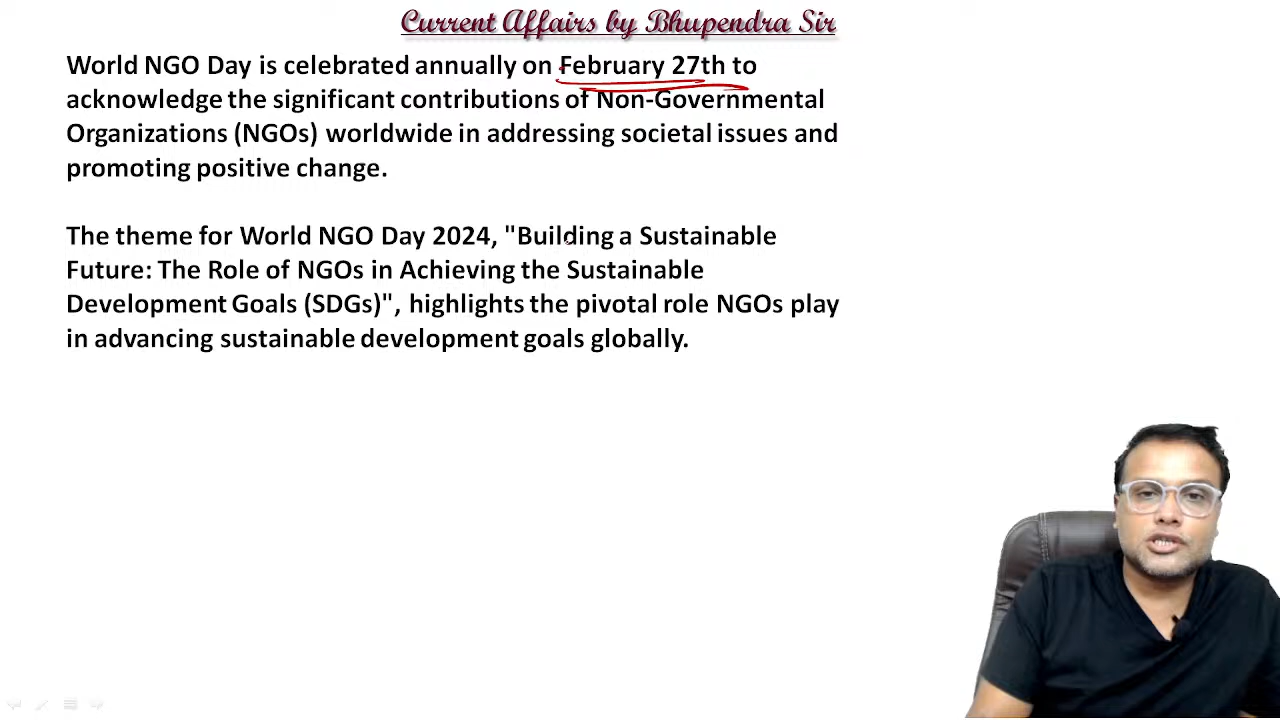 Current Affairs by Bhupendra Sir
World NGO Day is celebrated annually on February 27th to
acknowledge the significant contributions of Non-Governmental
Organizations (NGOs) worldwide in addressing societal issues and
promoting positive change.
The theme for World NGO Day 2024, "Building a Sustainable
Future: The Role of NGOs in Achieving the Sustainable
Development Goals (SDGs)", highlights the pivotal role NGOs play
in advancing sustainable development goals globally.